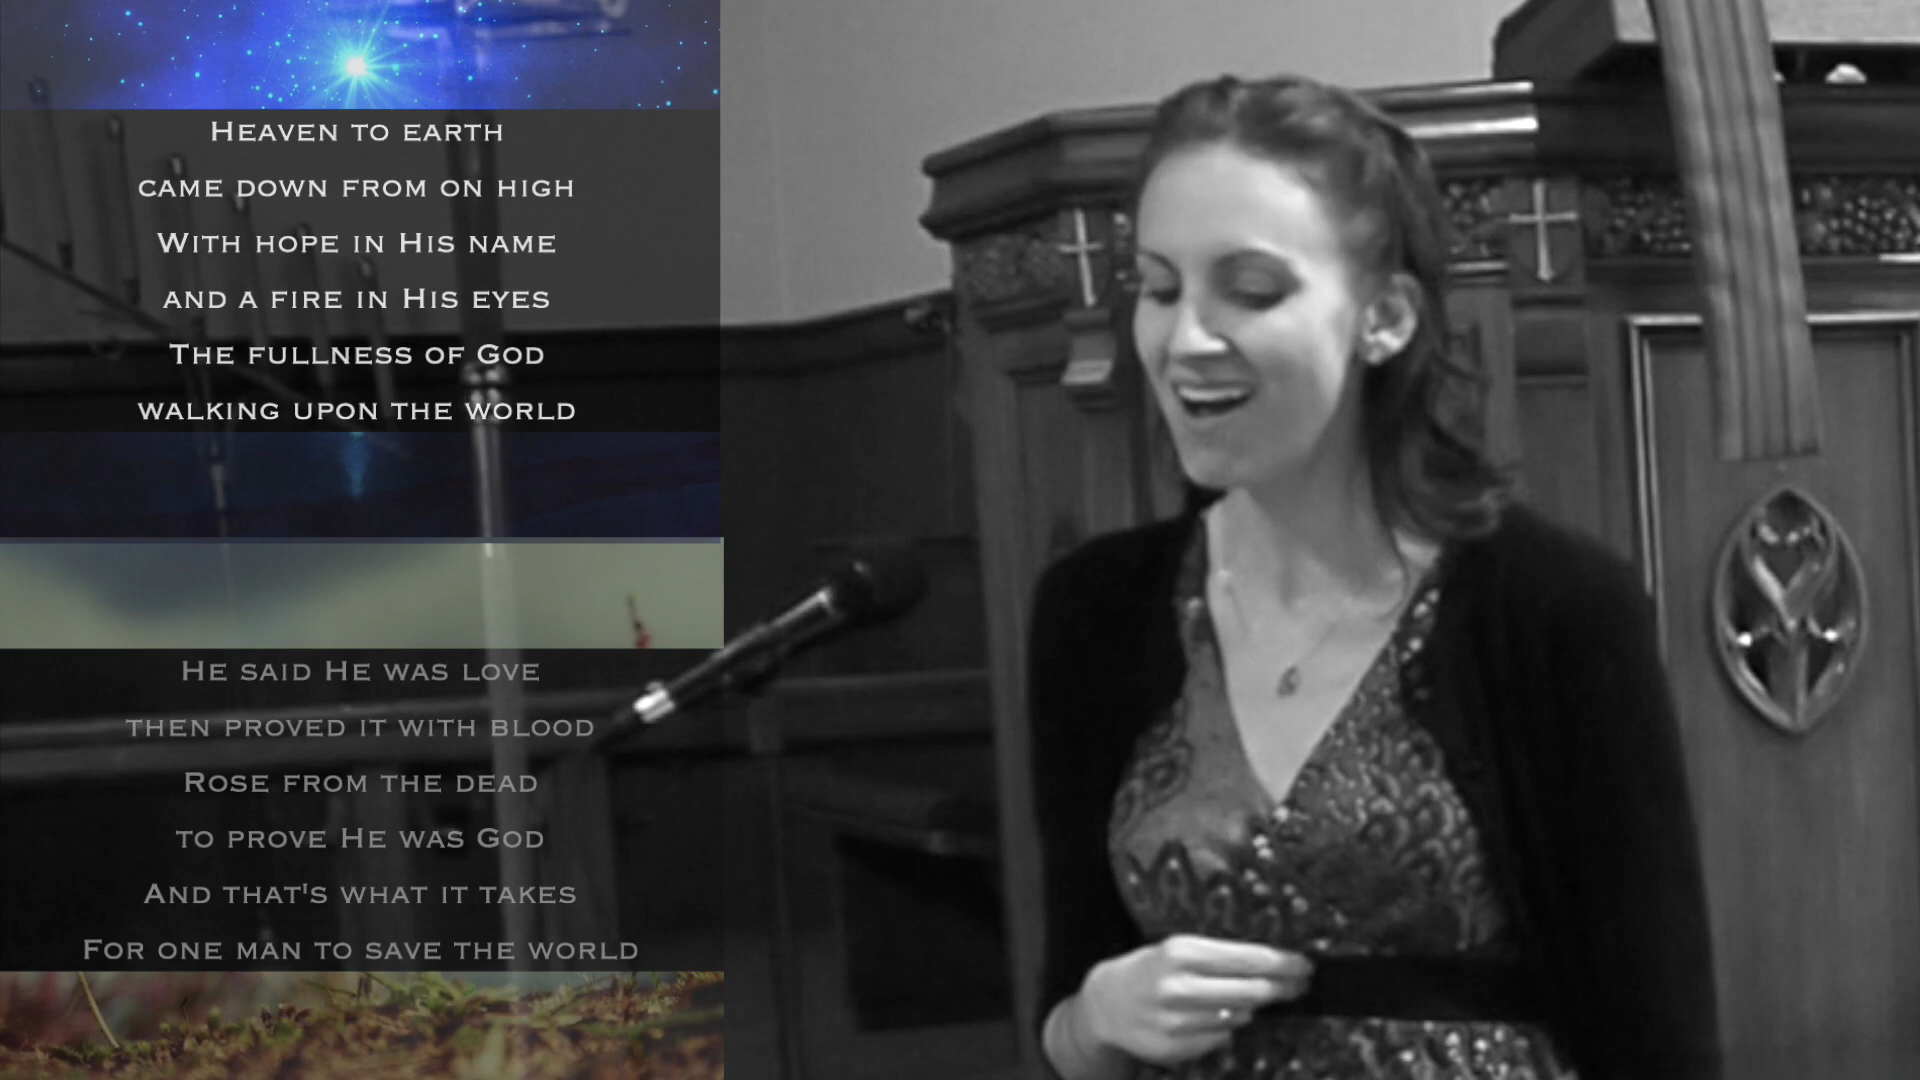 Heaven to earth
came down from on high
With hope in His name
and a fire in His eyes
The fullness of God
walking upon the world
He said He was love
then proved it with blood
Rose from the dead
to prove He was God
And that's what it takes
For one man to save the world